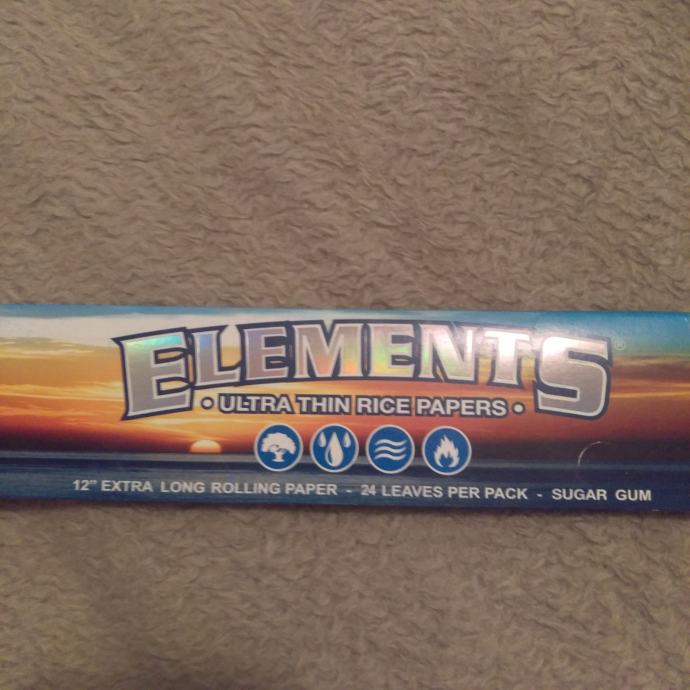 ELEMENTS®
• ULTRA THIN RICE PAPERS •
12" EXTRA LONG ROLLING PAPER - 24 LEAVES PER PACK - SUGAR GUM